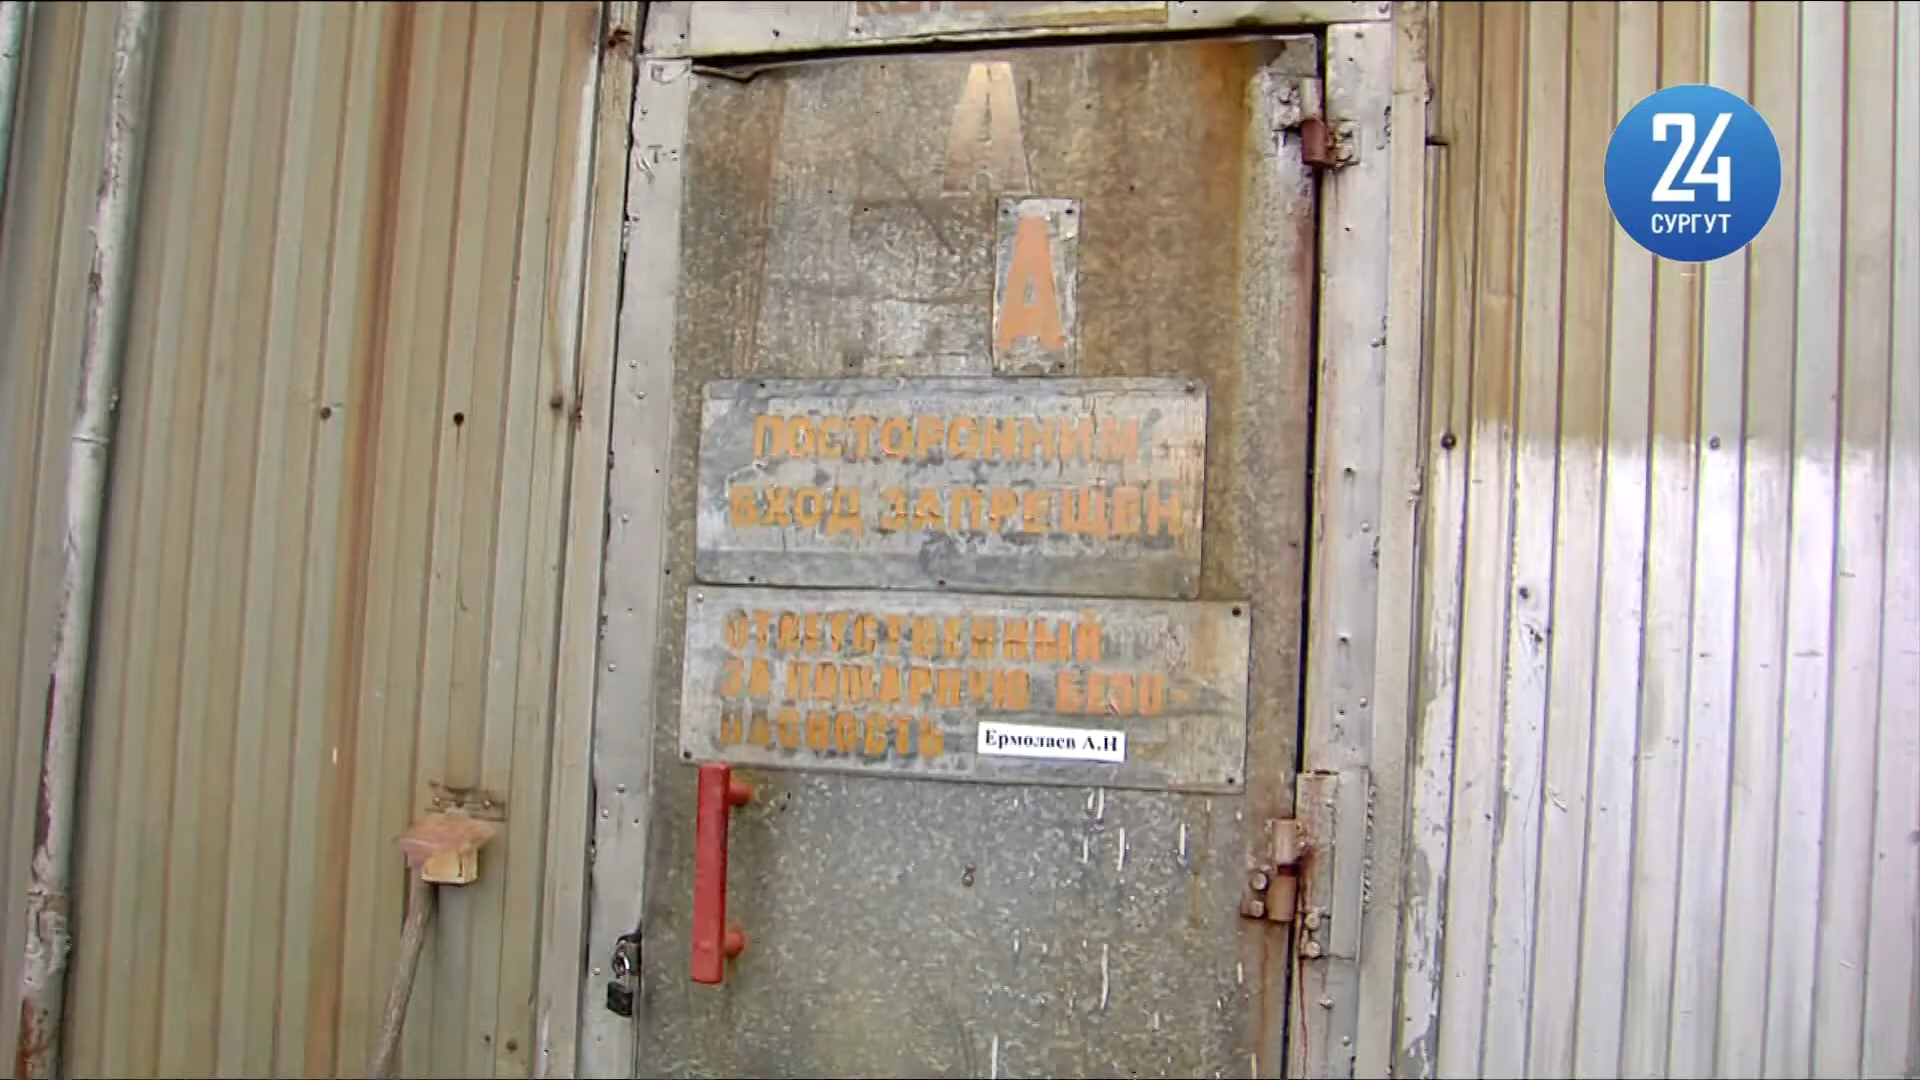 24
СУРГУТ
А
А
ПОСТОРОННИМ
ВХОД ЗАПРЕЩЕН
ОТВЕТСТВЕННЫЙ
ЗА ПОЖАРНУЮ БЕЗО-
ПАСНОСТЬ Ермолаев А.Н